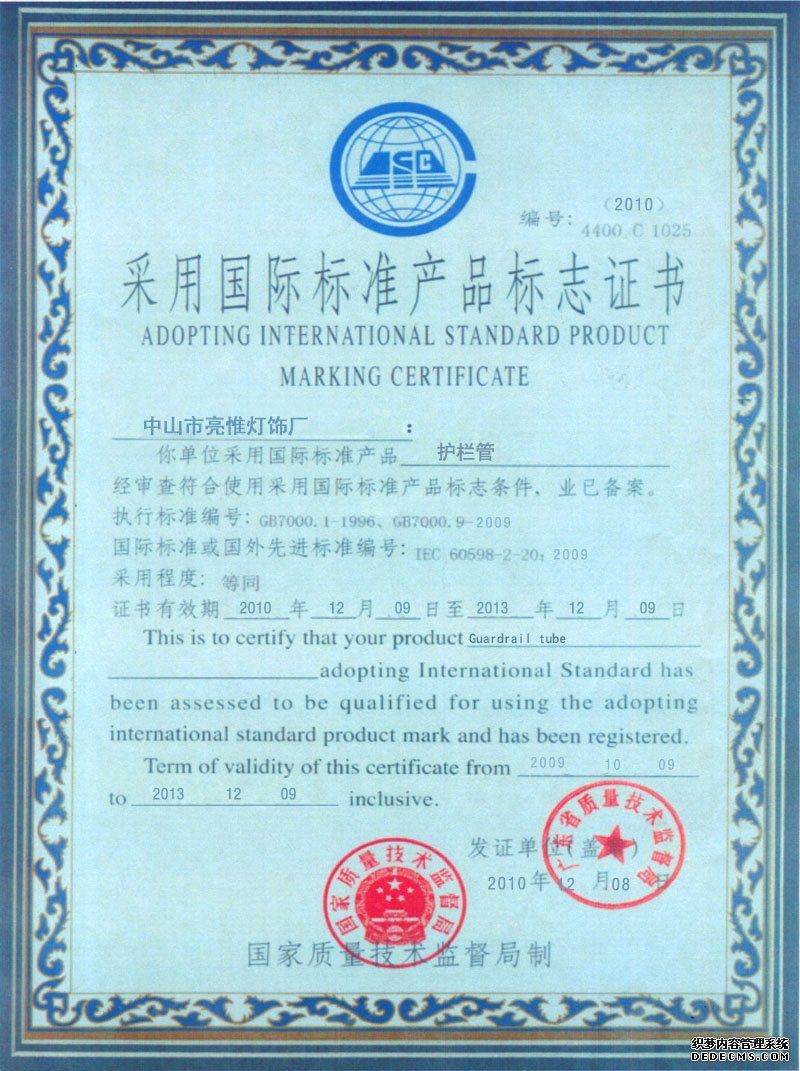 ASC
（2010）
编号：4400 C 1025
采用国际标准产品标志证书
ADOPTING INTERNATIONAL STANDARD PRODUCT
MARKING CERTIFICATE
中山市亮惟灯饰厂：
你单位采用国际标准产品 护栏管
经审查符合使用采用国际标准产品标志条件，业已备案。
执行标准编号：GB7000.1-1996、GB7000.9-2009
国际标准或国外先进标准编号：IEC 60598-2-20：2009
采用程度：等同
证书有效期 2010 年 12 月 09 日至 2013 年 12 月 09 日
This is to certify that your product Guardrail tube
adopting International Standard has
been assessed to be qualified for using the adopting
international standard product mark and has been registered.
Term of validity of this certificate from 2009 10 09
to 2013 12 09 inclusive.
广东省质量技术监督局
发证单位(盖章)
2010年12月08日
国家质量技术监督局
国家质量技术监督局制
织梦内容管理系统
DEDECMS.COM